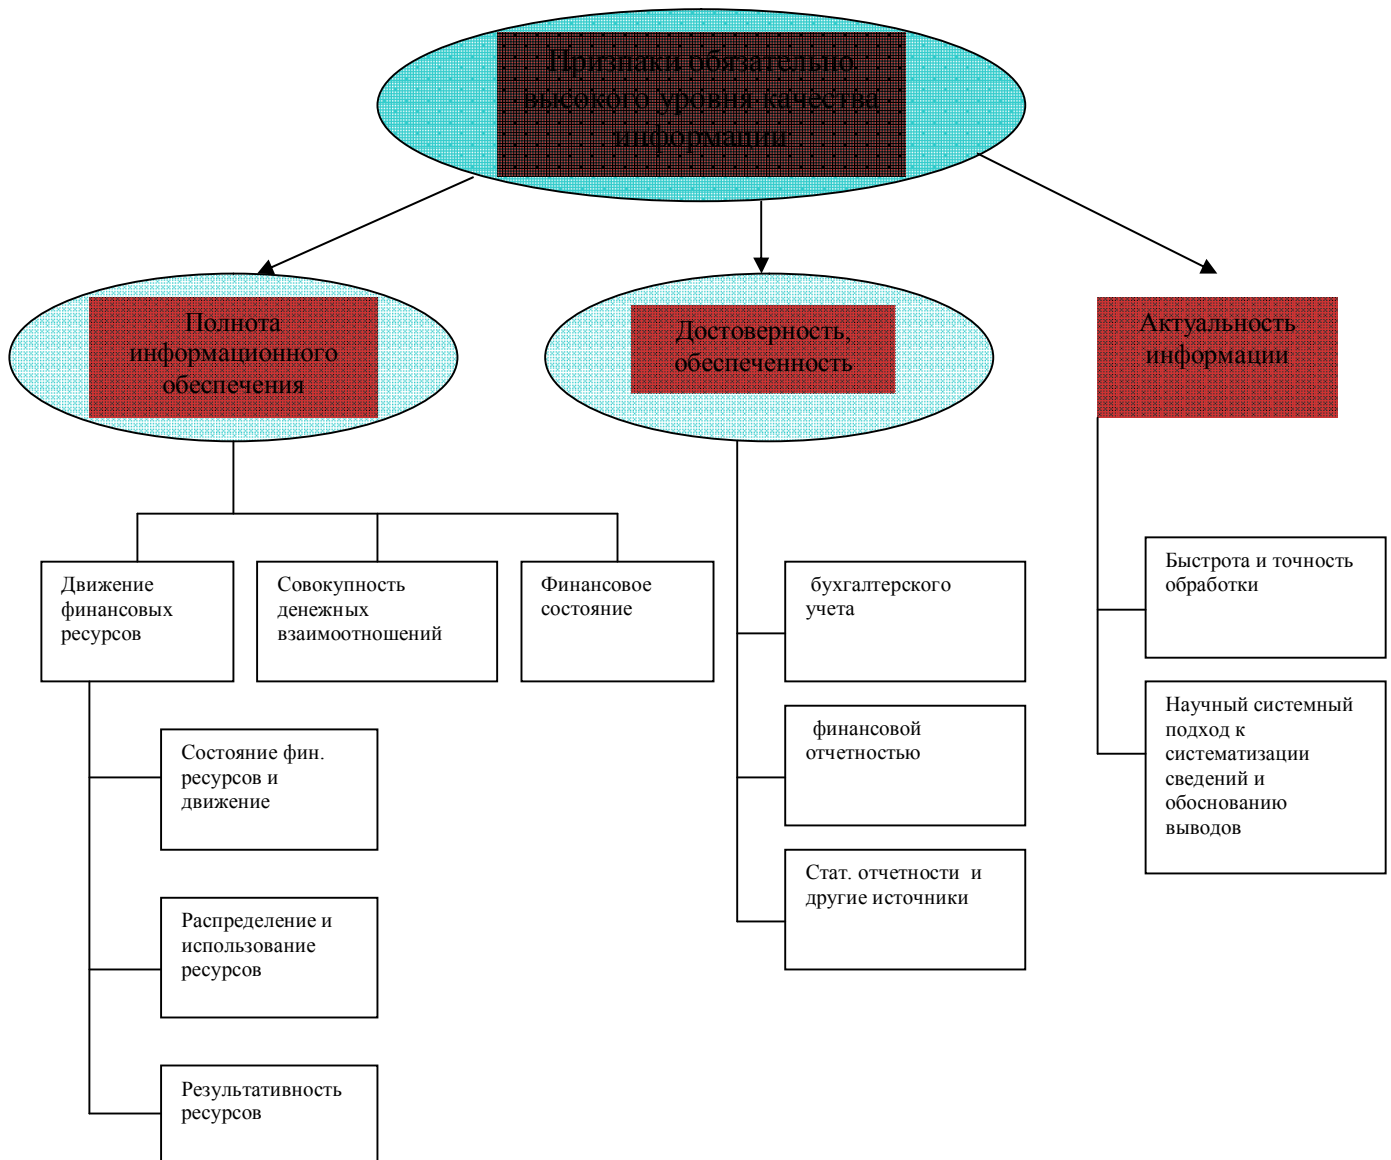 Признаки обязательно
высокого уровня качества
информации
Полнота
информационного
обеспечения
Достоверность,
обеспеченность
Актуальность
информации
Движение
финансовых
ресурсов
Совокупность
денежных
взаимоотношений
Финансовое
состояние
Состояние фин.
ресурсов и
движение
Распределение и
использование
ресурсов
Результативность
ресурсов
бухгалтерского
учета
финансовой
отчетностью
Стат. отчетности и
другие источники
Быстрота и точность
обработки
Научный системный
подход к
систематизации
сведений и
обоснованию
выводов